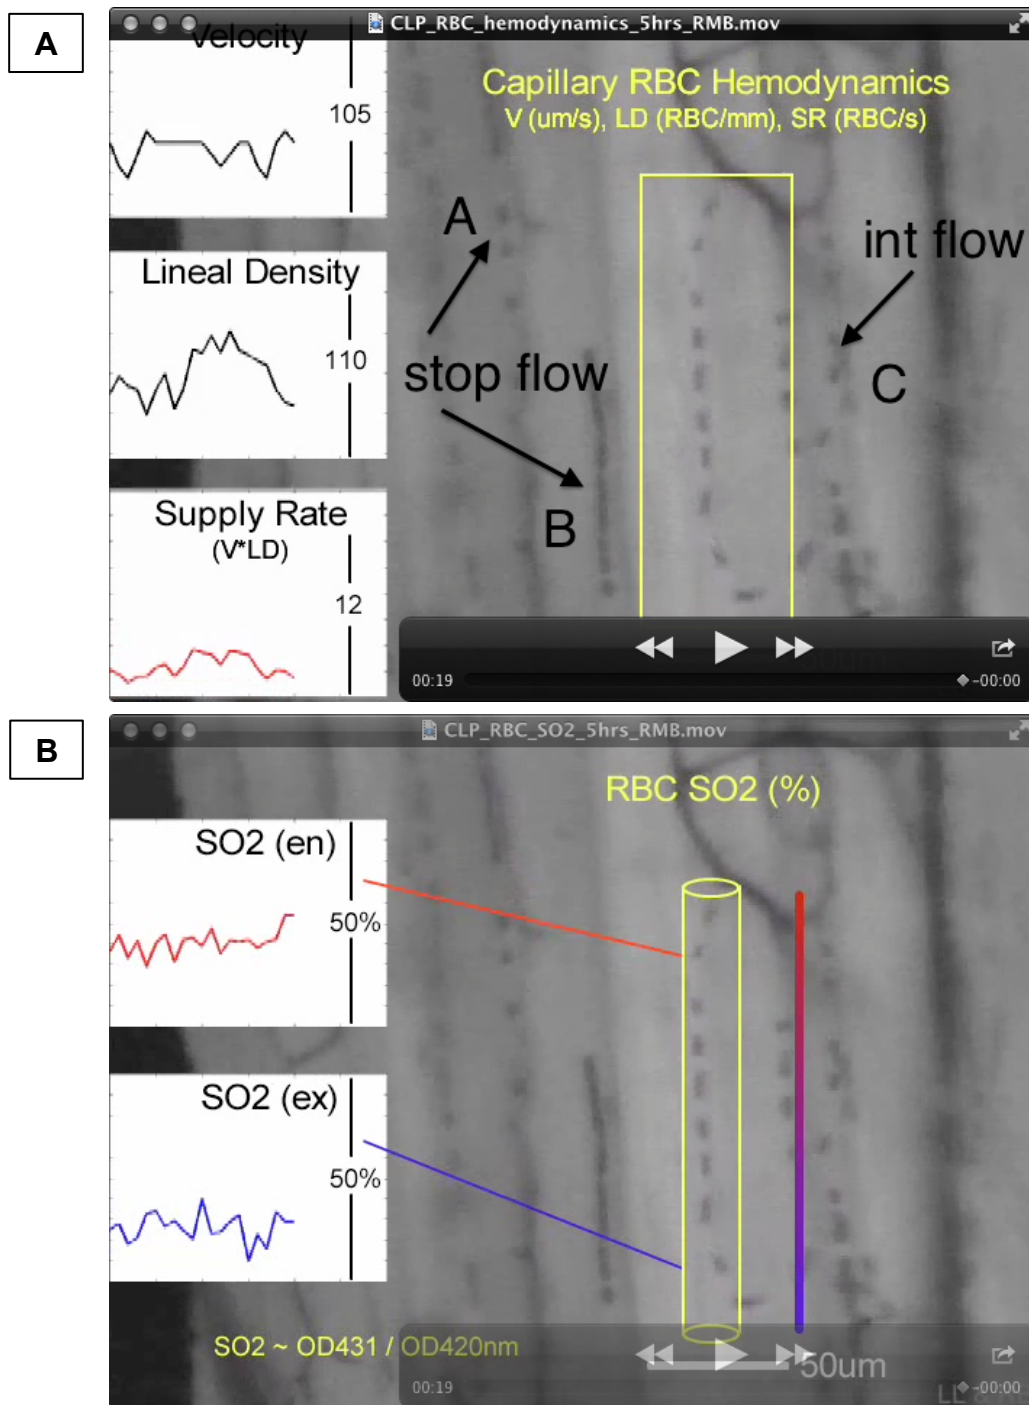 A
CLP_RBC_hemodynamics_5hrs_RMB.mov
Velocity
105
Capillary RBC Hemodynamics
V (um/s), LD (RBC/mm), SR (RBC/s)
A
int flow
Lineal Density
110
stop flow
C
Supply Rate
(V*LD)
B
12
50um
00:19
-00:00
B
CLP_RBC_SO2_5hrs_RMB.mov
RBC SO2 (%)
SO2 (en)
50%
SO2 (ex)
50%
SO2 ~ OD431 / OD420nm
50um
00:19
-00:00